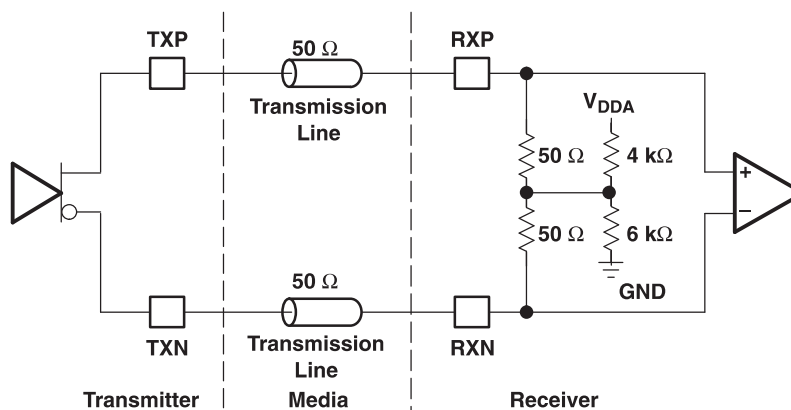 TXP
50 Ω
RXP
Transmission
Line
V_DDA
50 Ω
4 kΩ
+
50 Ω
6 kΩ
−
GND
50 Ω
TXN
Transmission
Line
RXN
Transmitter
Media
Receiver